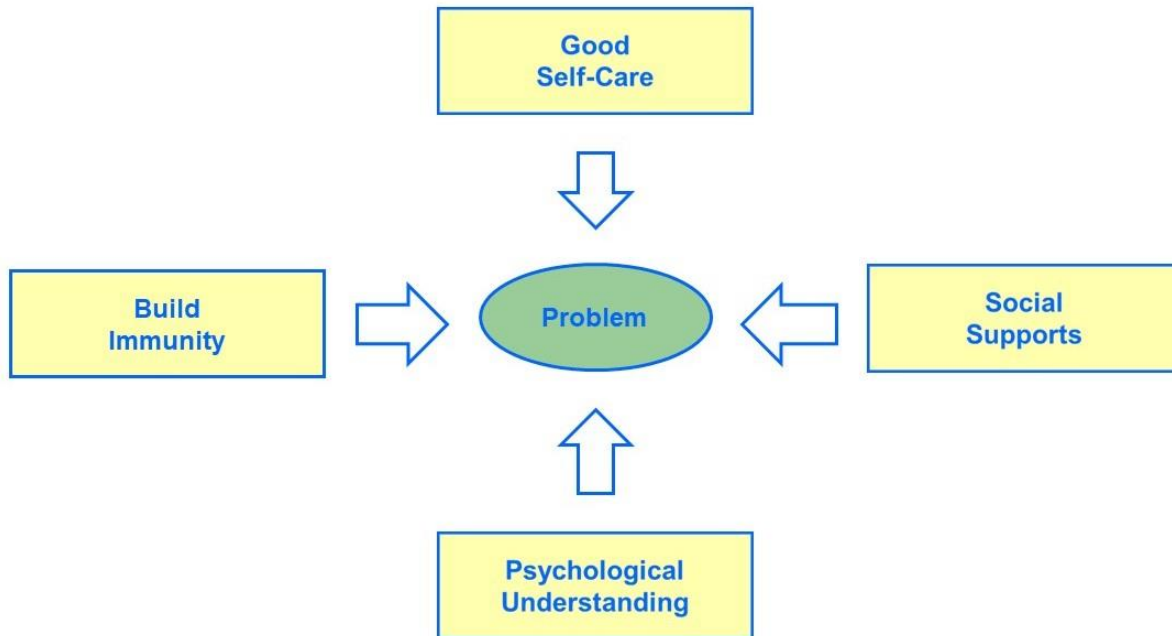 Good
Self-Care
Build
Immunity
Problem
Social
Supports
Psychological
Understanding